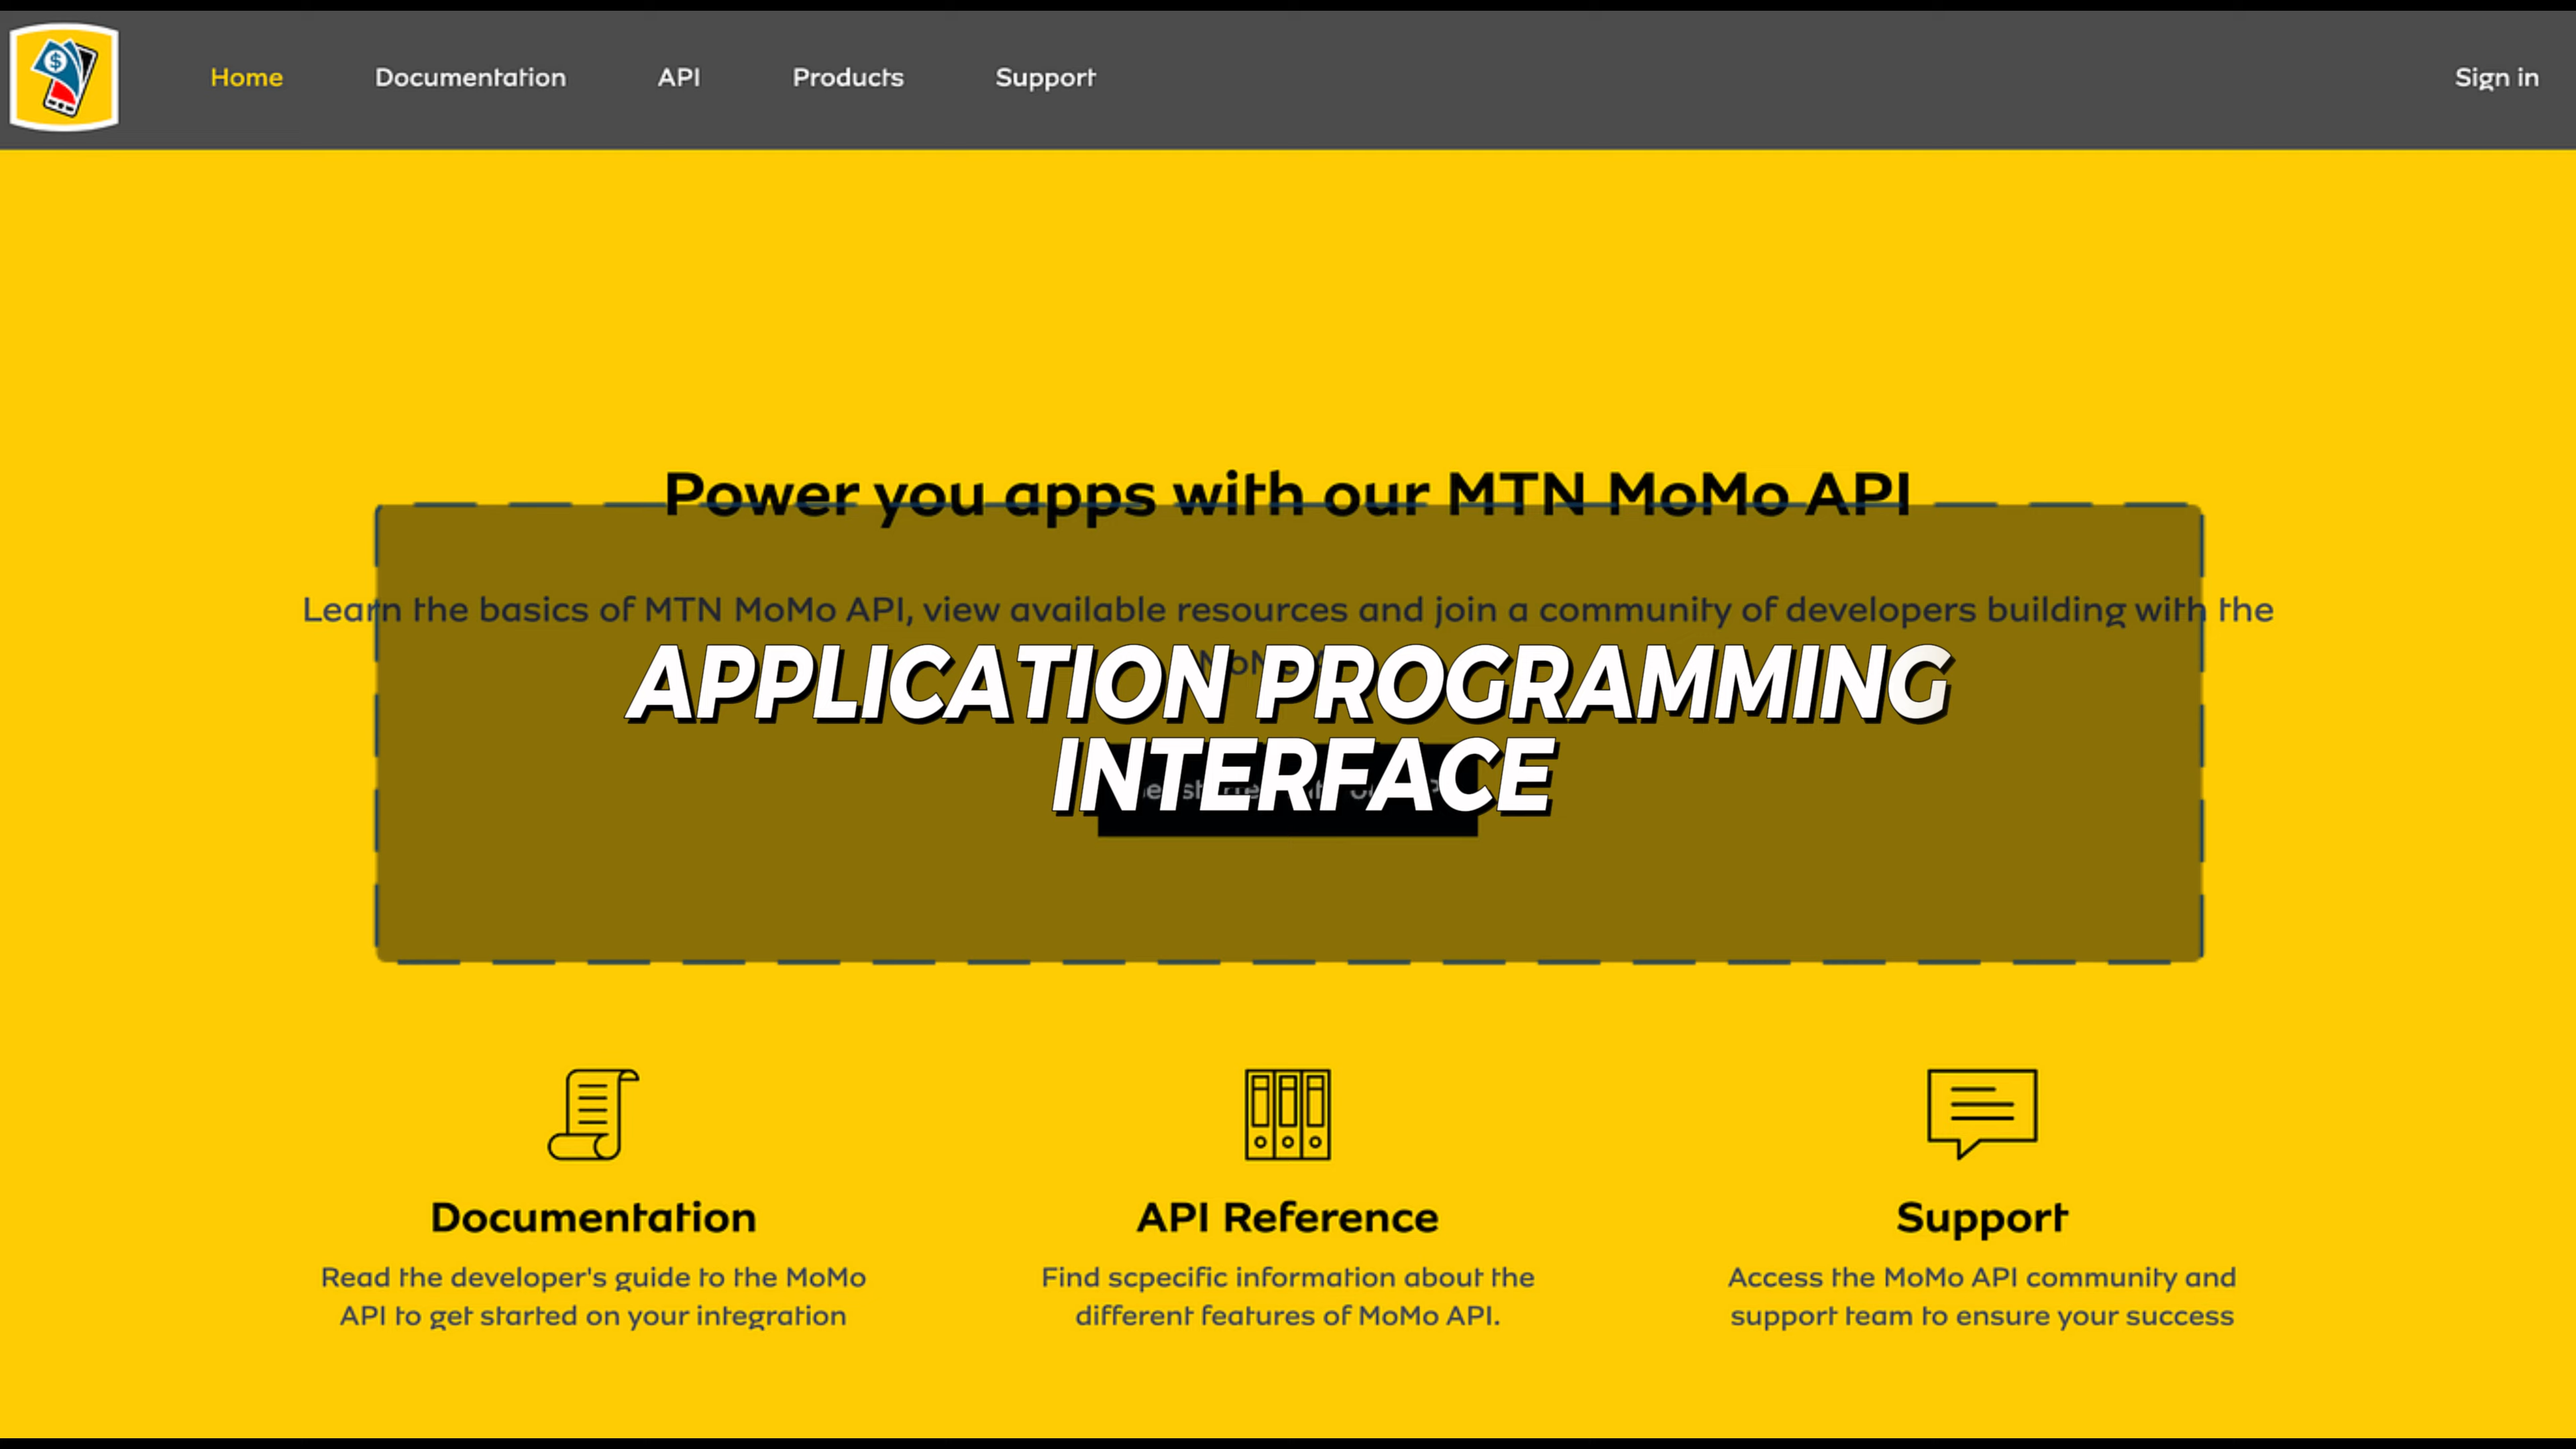 Home Documentation API Products Support Sign in
Power you apps with our MTN MoMo API
Learn the basics of MTN MoMo API, view available resources and join a community of developers building with the
APPLICATION PROGRAMMING
INTERFACE
Documentation
Read the developer's guide to the MoMo
API to get started on your integration
API Reference
Find scpecific information about the
different features of MoMo API.
Support
Access the MoMo API community and
support team to ensure your success